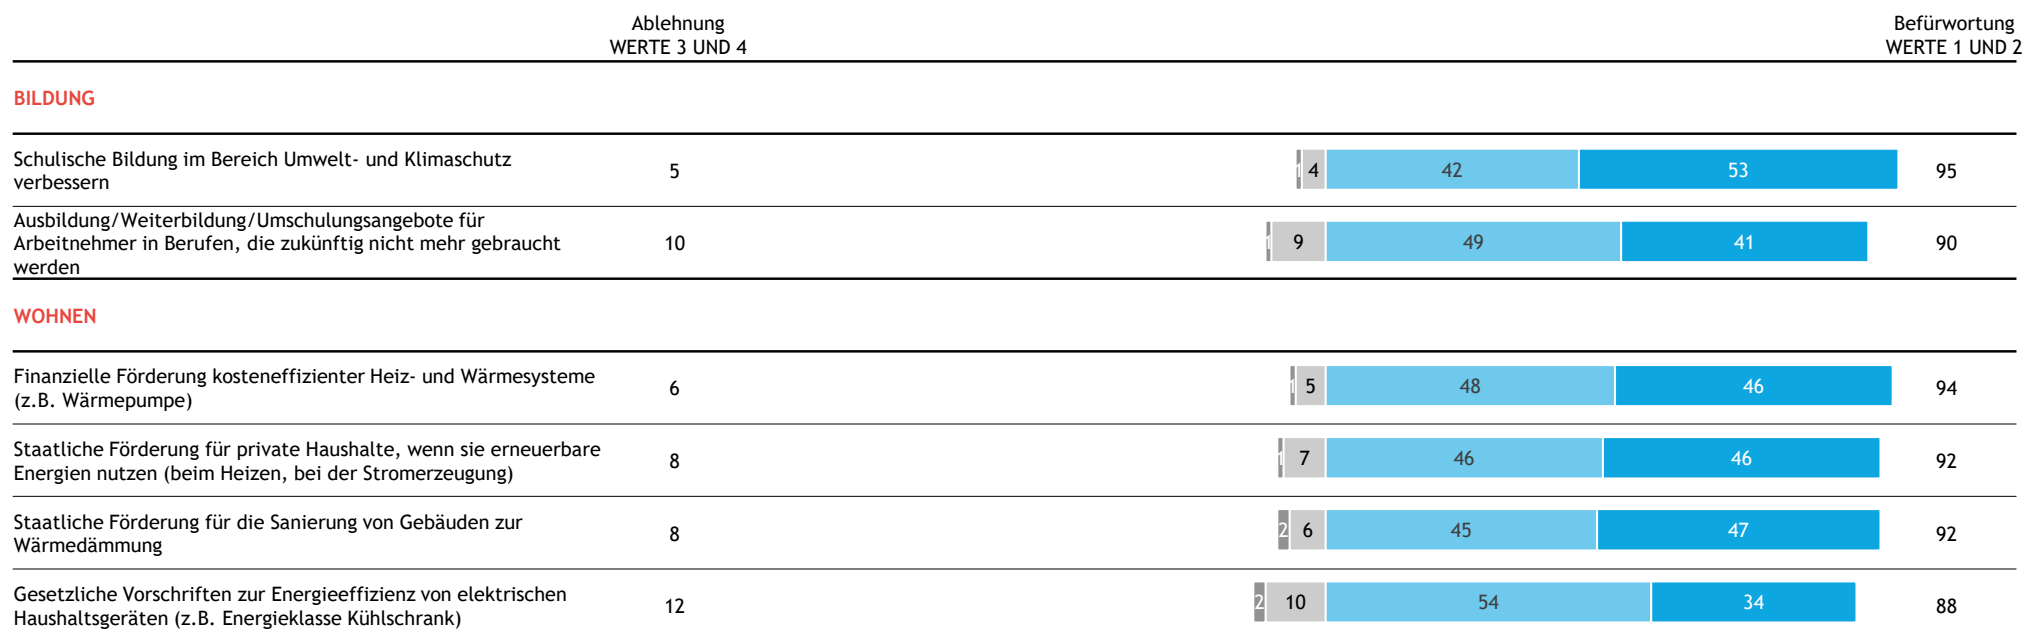 Ablehnung
WERTE 3 UND 4
Befürwortung
WERTE 1 UND 2
BILDUNG
Schulische Bildung im Bereich Umwelt- und Klimaschutz
verbessern
5
1 4 42 53 95
Ausbildung/Weiterbildung/Umschulungsangebote für
Arbeitnehmer in Berufen, die zukünftig nicht mehr gebraucht
werden
10
1 9 49 41 90
WOHNEN
Finanzielle Förderung kosteneffizienter Heiz- und Wärmesysteme
(z.B. Wärmepumpe)
6
1 5 48 46 94
Staatliche Förderung für private Haushalte, wenn sie erneuerbare
Energien nutzen (beim Heizen, bei der Stromerzeugung)
8
1 7 46 46 92
Staatliche Förderung für die Sanierung von Gebäuden zur
Wärmedämmung
8
2 6 45 47 92
Gesetzliche Vorschriften zur Energieeffizienz von elektrischen
Haushaltsgeräten (z.B. Energieklasse Kühlschrank)
12
2 10 54 34 88